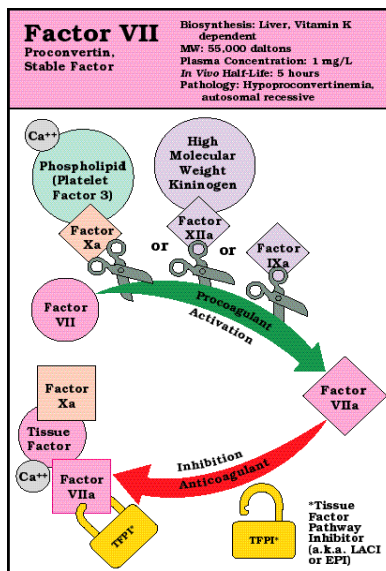 Factor VII
Proconvertin,
Stable Factor
Biosynthesis: Liver, Vitamin K
dependent
MW: 55,000 daltons
Plasma Concentration: 1 mg/L
In Vivo Half-Life: 5 hours
Pathology: Hypoproconvertinemia,
autosomal recessive
Ca++
Phospholipid
(Platelet
Factor 3)
Factor
Xa
or
High
Molecular
Weight
Kininogen
Factor
XIIa
or
Factor
IXa
Factor
VII
Procoagulant
Activation
Factor
VIIa
Factor
Xa
Tissue
Factor
Ca++
Factor
VIIa
TFPI*
Inhibition
Anticoagulant
TFPI*
*Tissue
Factor
Pathway
Inhibitor
(a.k.a. LACI
or EPI)